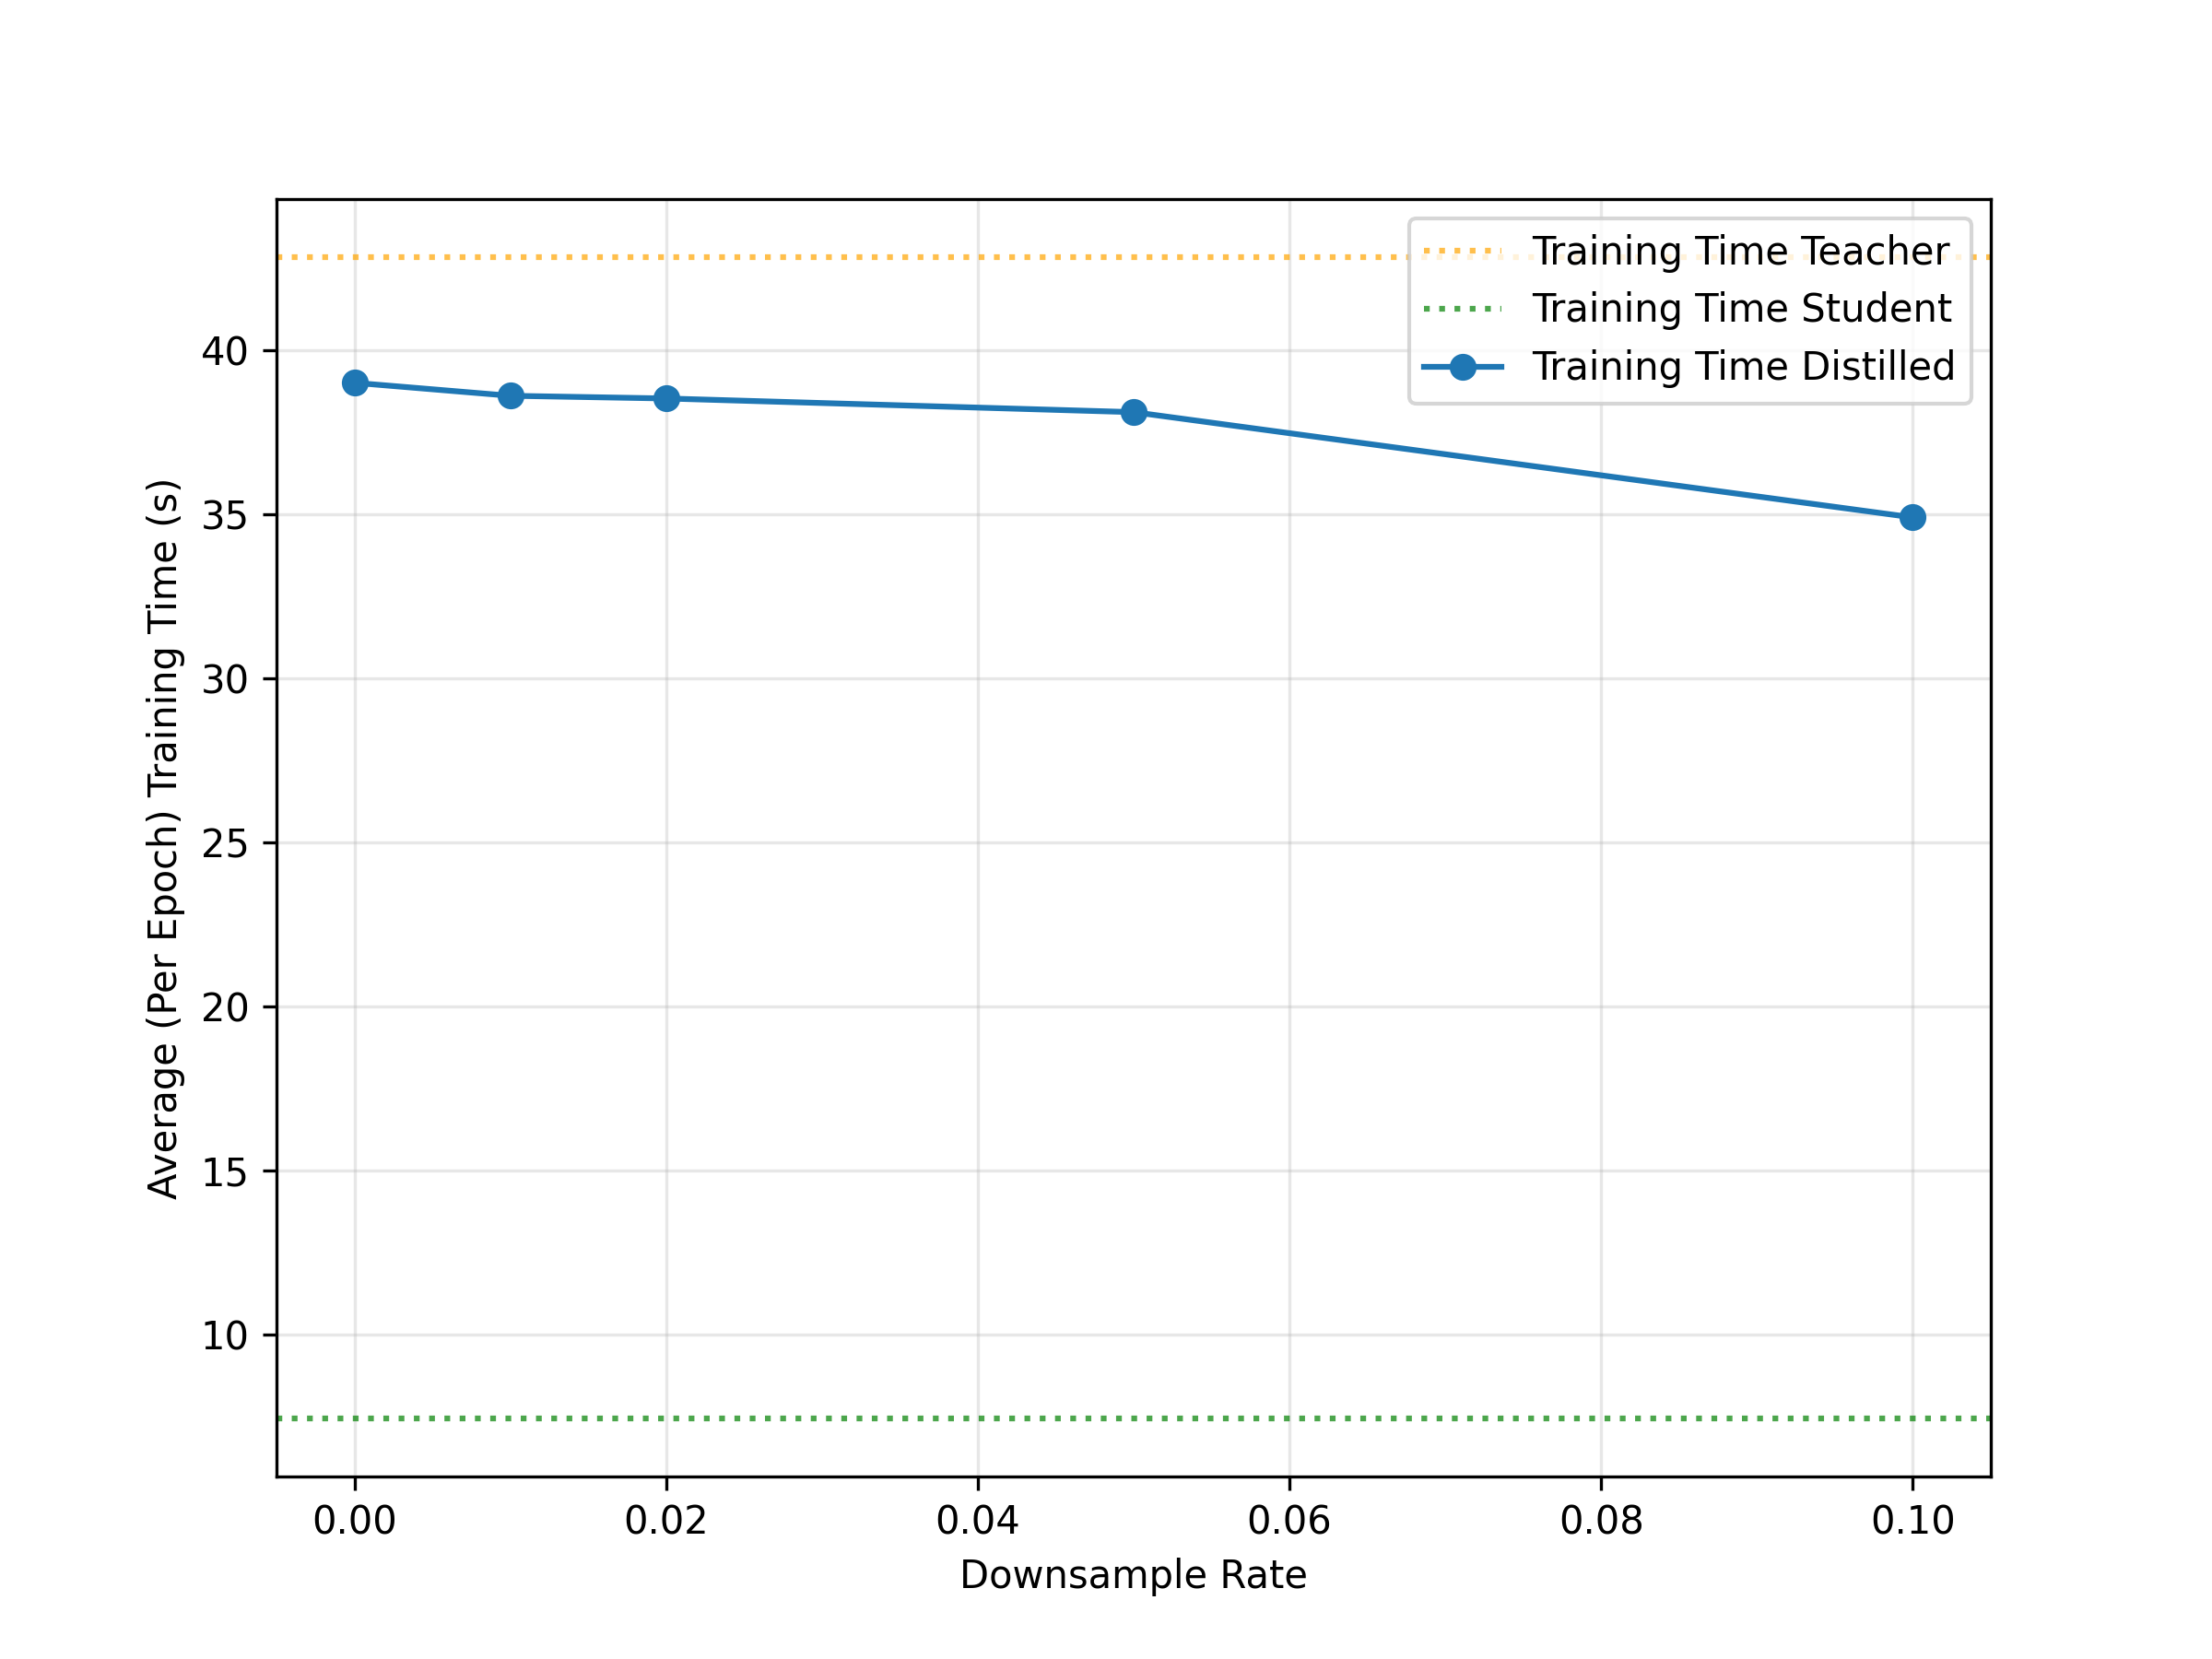 Training Time Teacher
Training Time Student
Training Time Distilled
40
35
30
25
20
15
10
Average (Per Epoch) Training Time (s)
0.00 0.02 0.04 0.06 0.08 0.10
Downsample Rate